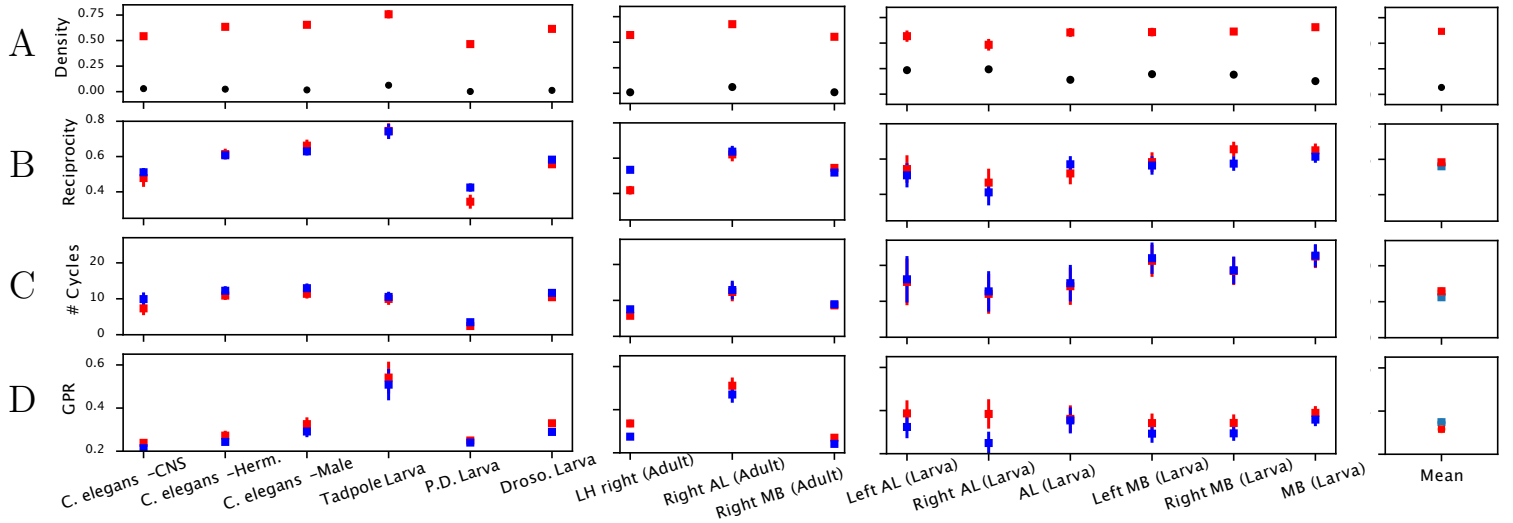 A
Density
0.75
0.50
0.25
0.00
B
Reciprocity
0.8
0.6
0.4
C
# Cycles
20
10
0
D
GPR
0.6
0.4
0.2
C. elegans -CNS
C. elegans -Herm.
C. elegans -Male
Tadpole Larva
P.D. Larva
Droso. Larva
LH right (Adult)
Right AL (Adult)
Right MB (Adult)
Left AL (Larva)
Right AL (Larva)
AL (Larva)
Left MB (Larva)
Right MB (Larva)
MB (Larva)
Mean